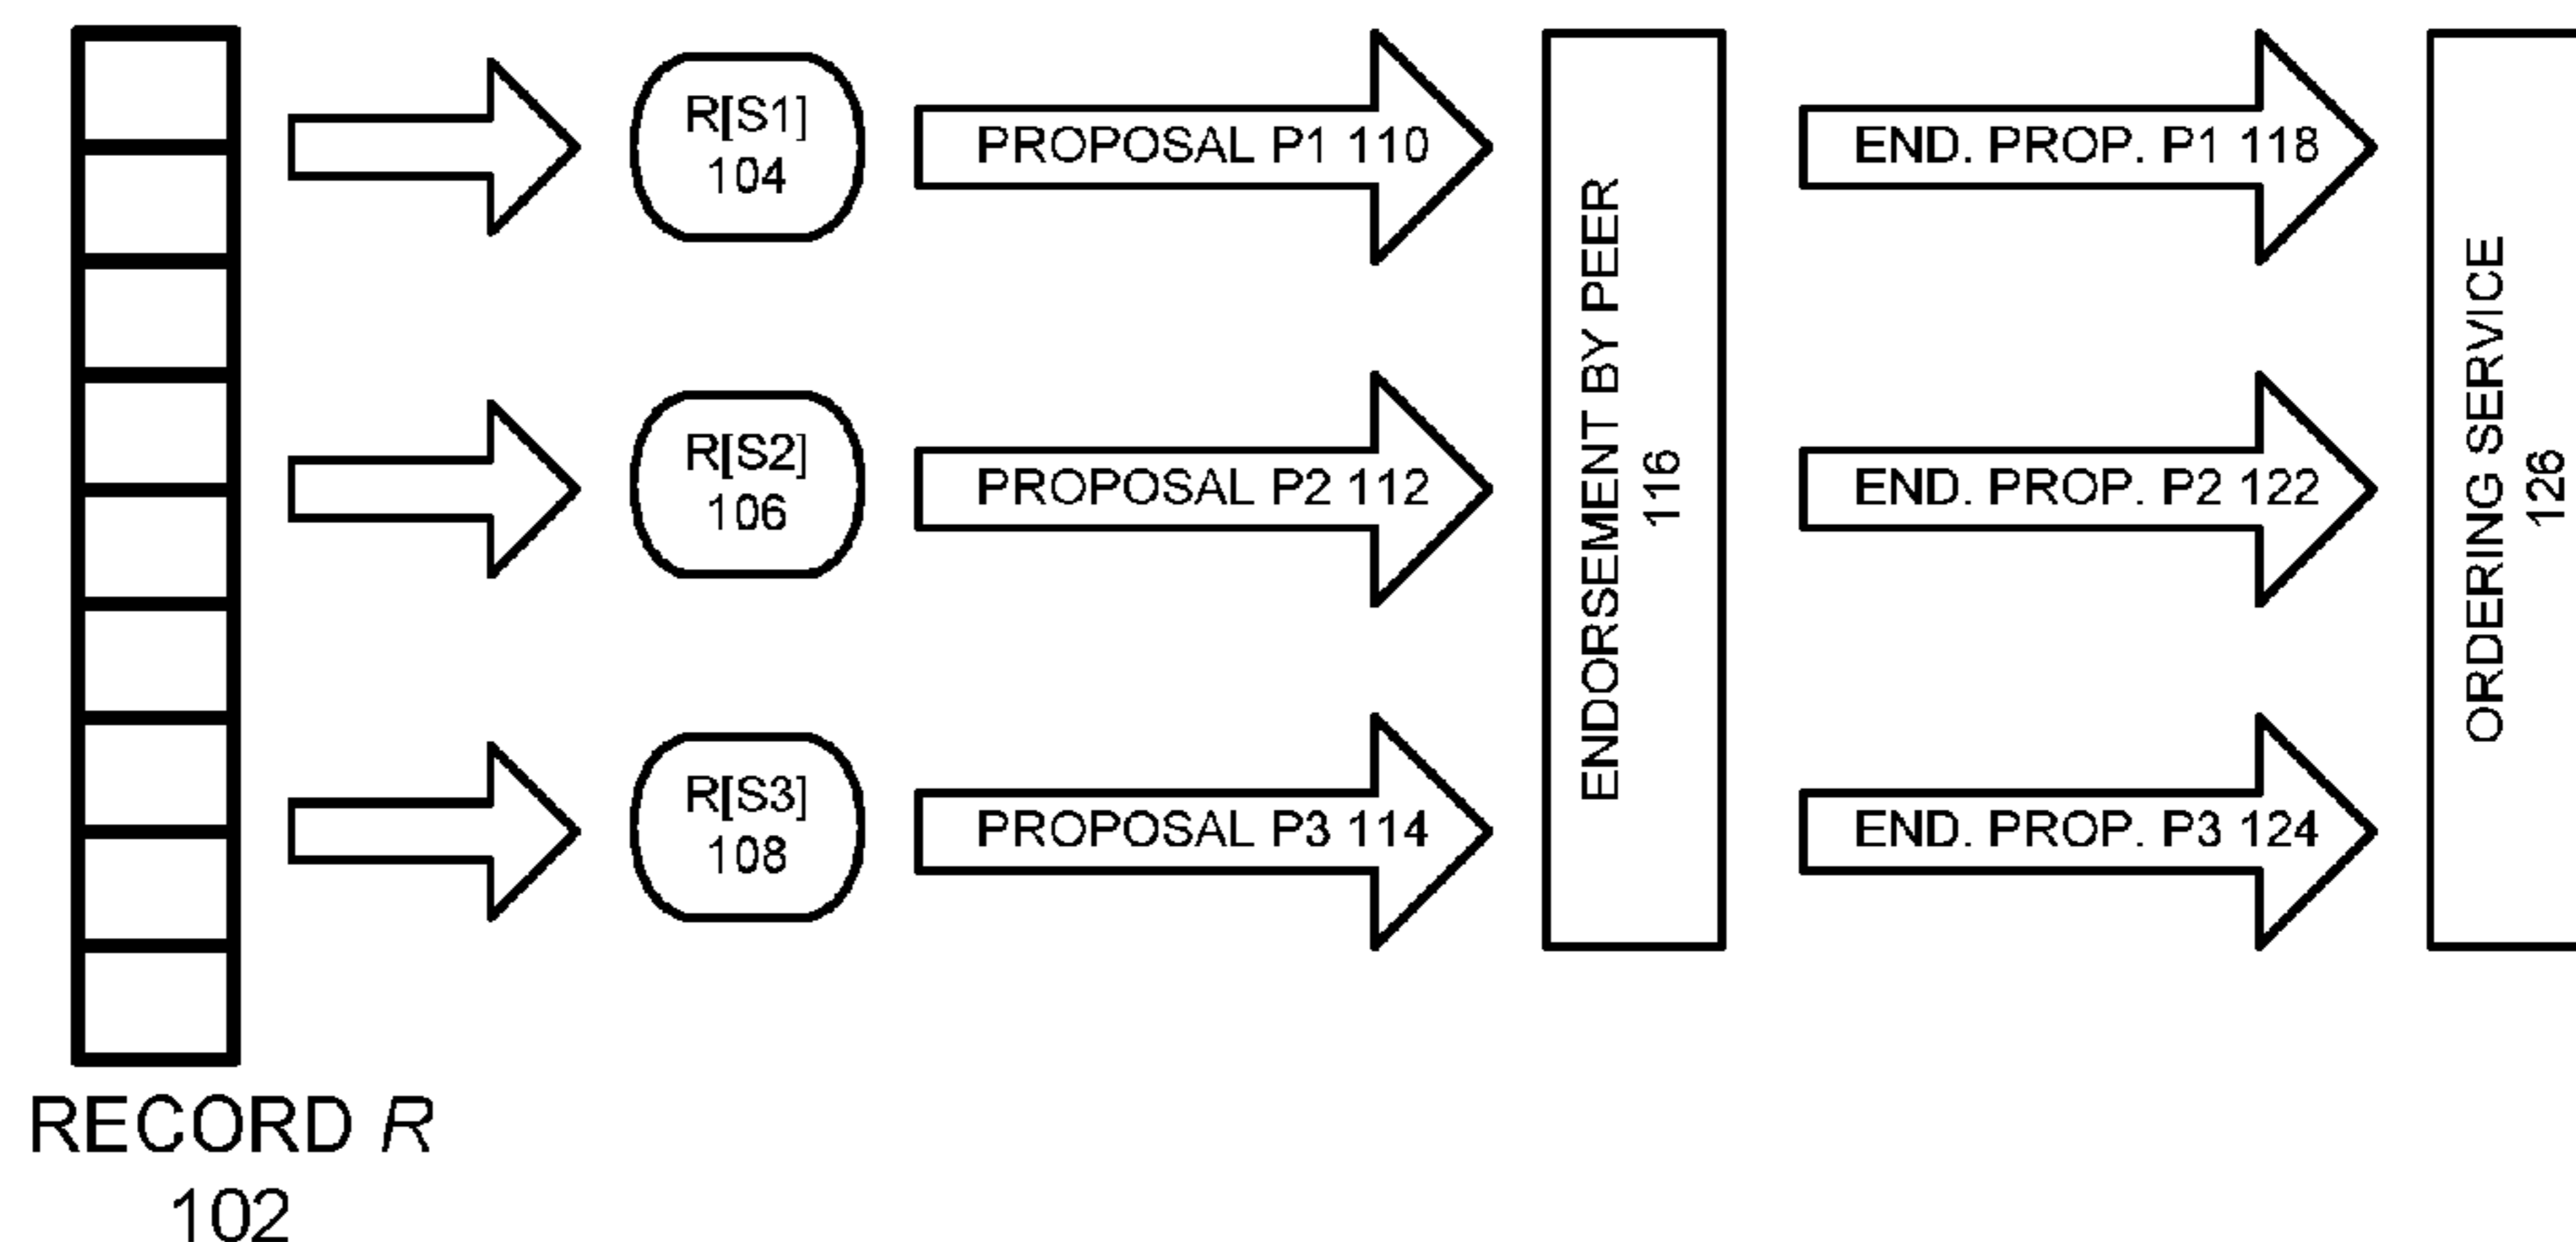 R[S1]
104
PROPOSAL P1 110
END. PROP. P1 118
R[S2]
106
PROPOSAL P2 112
END. PROP. P2 122
R[S3]
108
PROPOSAL P3 114
END. PROP. P3 124
ENDORSEMENT BY PEER
116
ORDERING SERVICE
126
RECORD R
102